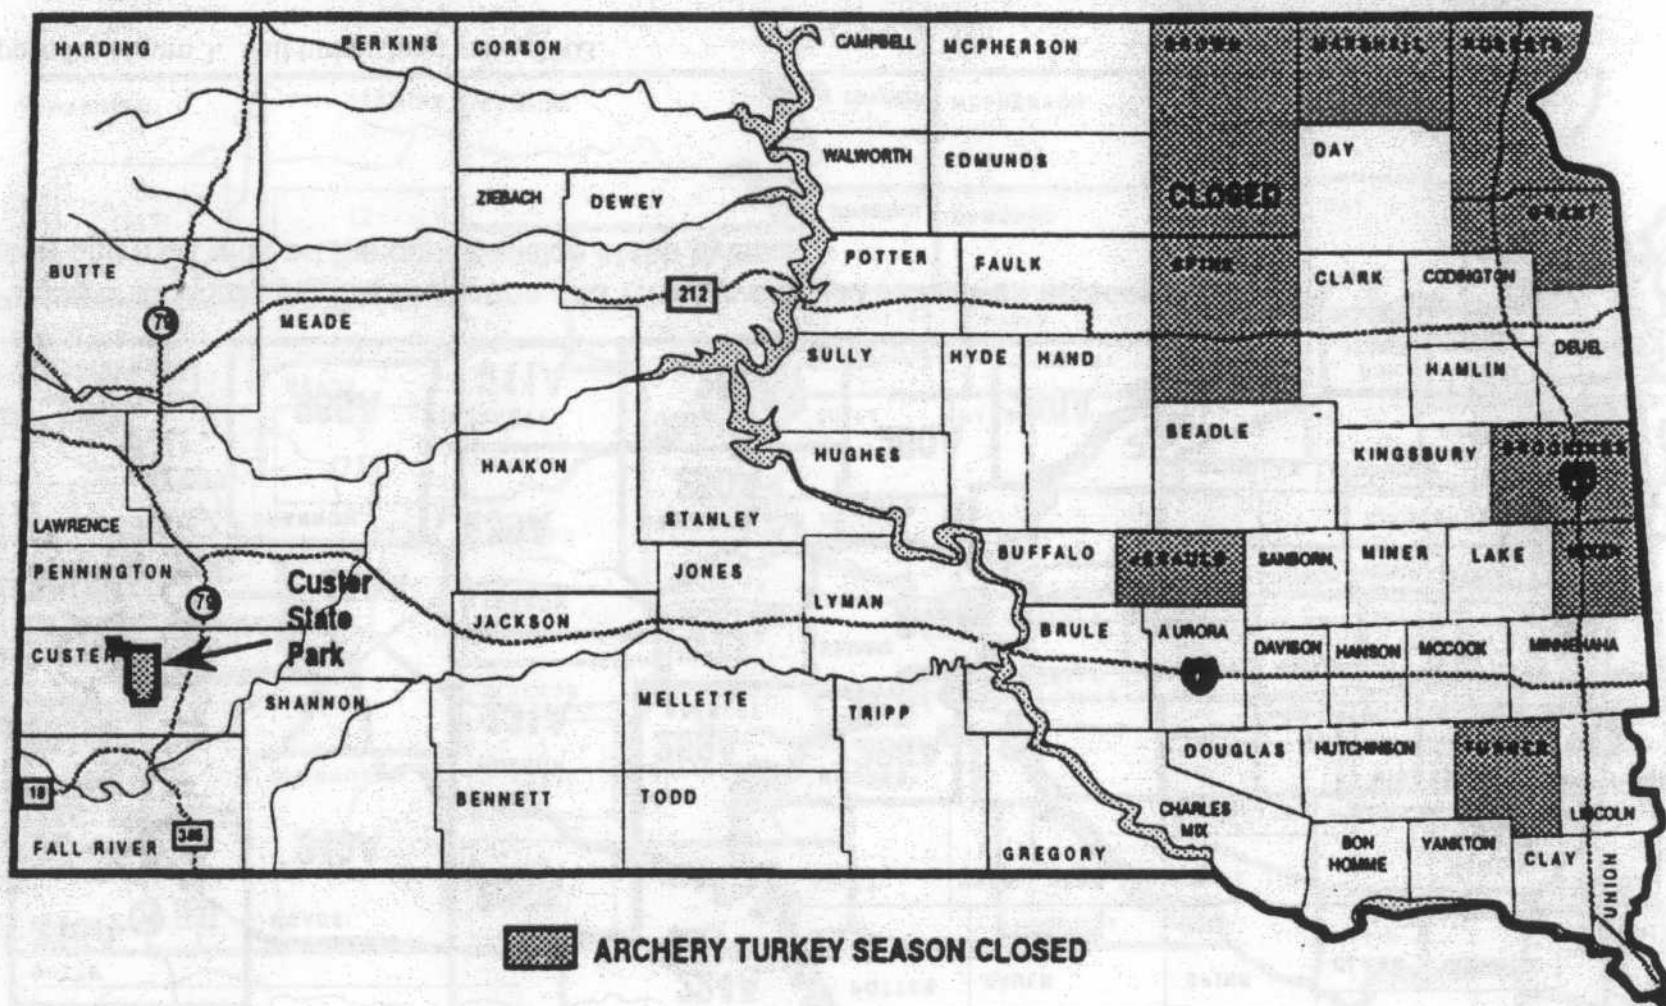 HARDING
PERKINS
CORSON
CAMPBELL
MCPHERSON
BROWN
MARSHALL
ROBERTS
WALWORTH
EDMUNDS
DAY
ZIEBACH
DEWEY
CLOSED
GRANT
BUTTE
POTTER
FAULK
SPINK
CLARK
CODINGTON
212
79
MEADE
SULLY
HYDE
HAND
HAMLIN
DEUEL
BEADLE
KINGSBURY
BROOKINGS
HAAKON
HUGHES
LAWRENCE
STANLEY
BUFFALO
JERAULD
SANBORN
MINER
LAKE
PENNINGTON
79
Custer
State
Park
JONES
LYMAN
JACKSON
BRULE
AURORA
DAVISON
HANSON
MCCOOK
MINNEHAHA
CUSTER
SHANNON
MELLETTE
TRIPP
DOUGLAS
HUTCHINSON
TURNER
LINCOLN
18
385
FALL RIVER
BENNETT
TODD
GREGORY
CHARLES
MIX
BON
HOMME
YANKTON
CLAY
UNION
ARCHERY TURKEY SEASON CLOSED